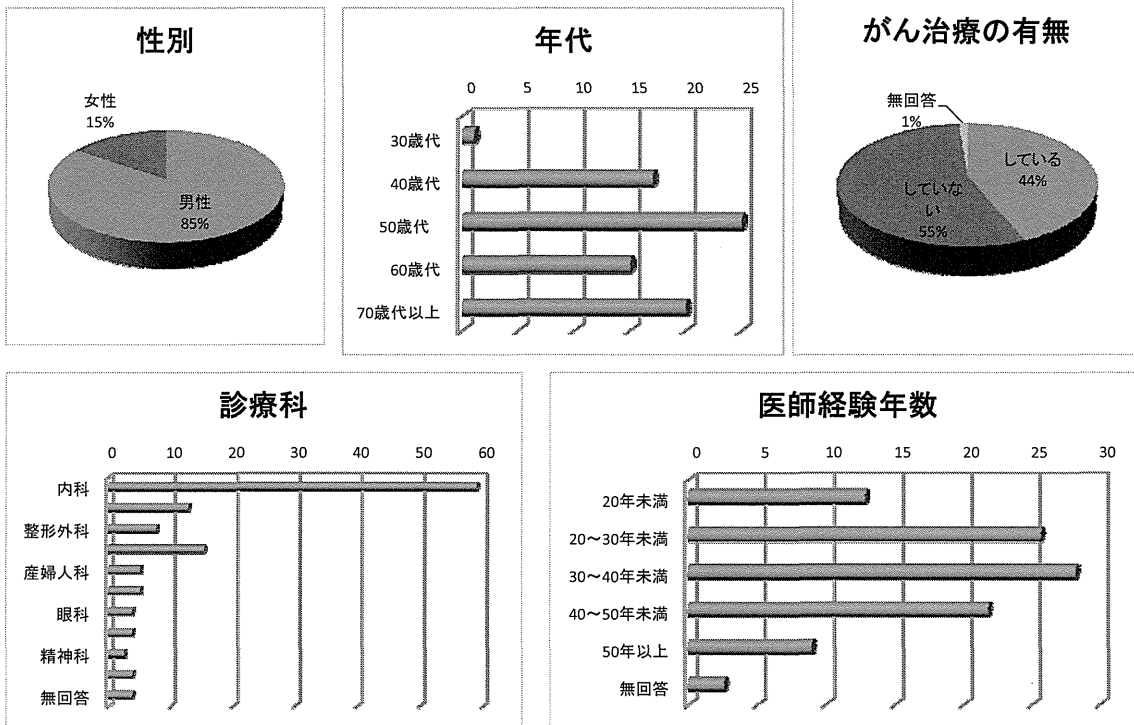 性別
女性
15%
男性
85%
年代
0 5 10 15 20 25
30歳代
40歳代
50歳代
60歳代
70歳代以上
がん治療の有無
無回答
1%
している
44%
していな
い
55%
診療科
0 10 20 30 40 50 60
内科
整形外科
産婦人科
眼科
精神科
無回答
医師経験年数
0 5 10 15 20 25 30
20年未満
20～30年未満
30～40年未満
40～50年未満
50年以上
無回答